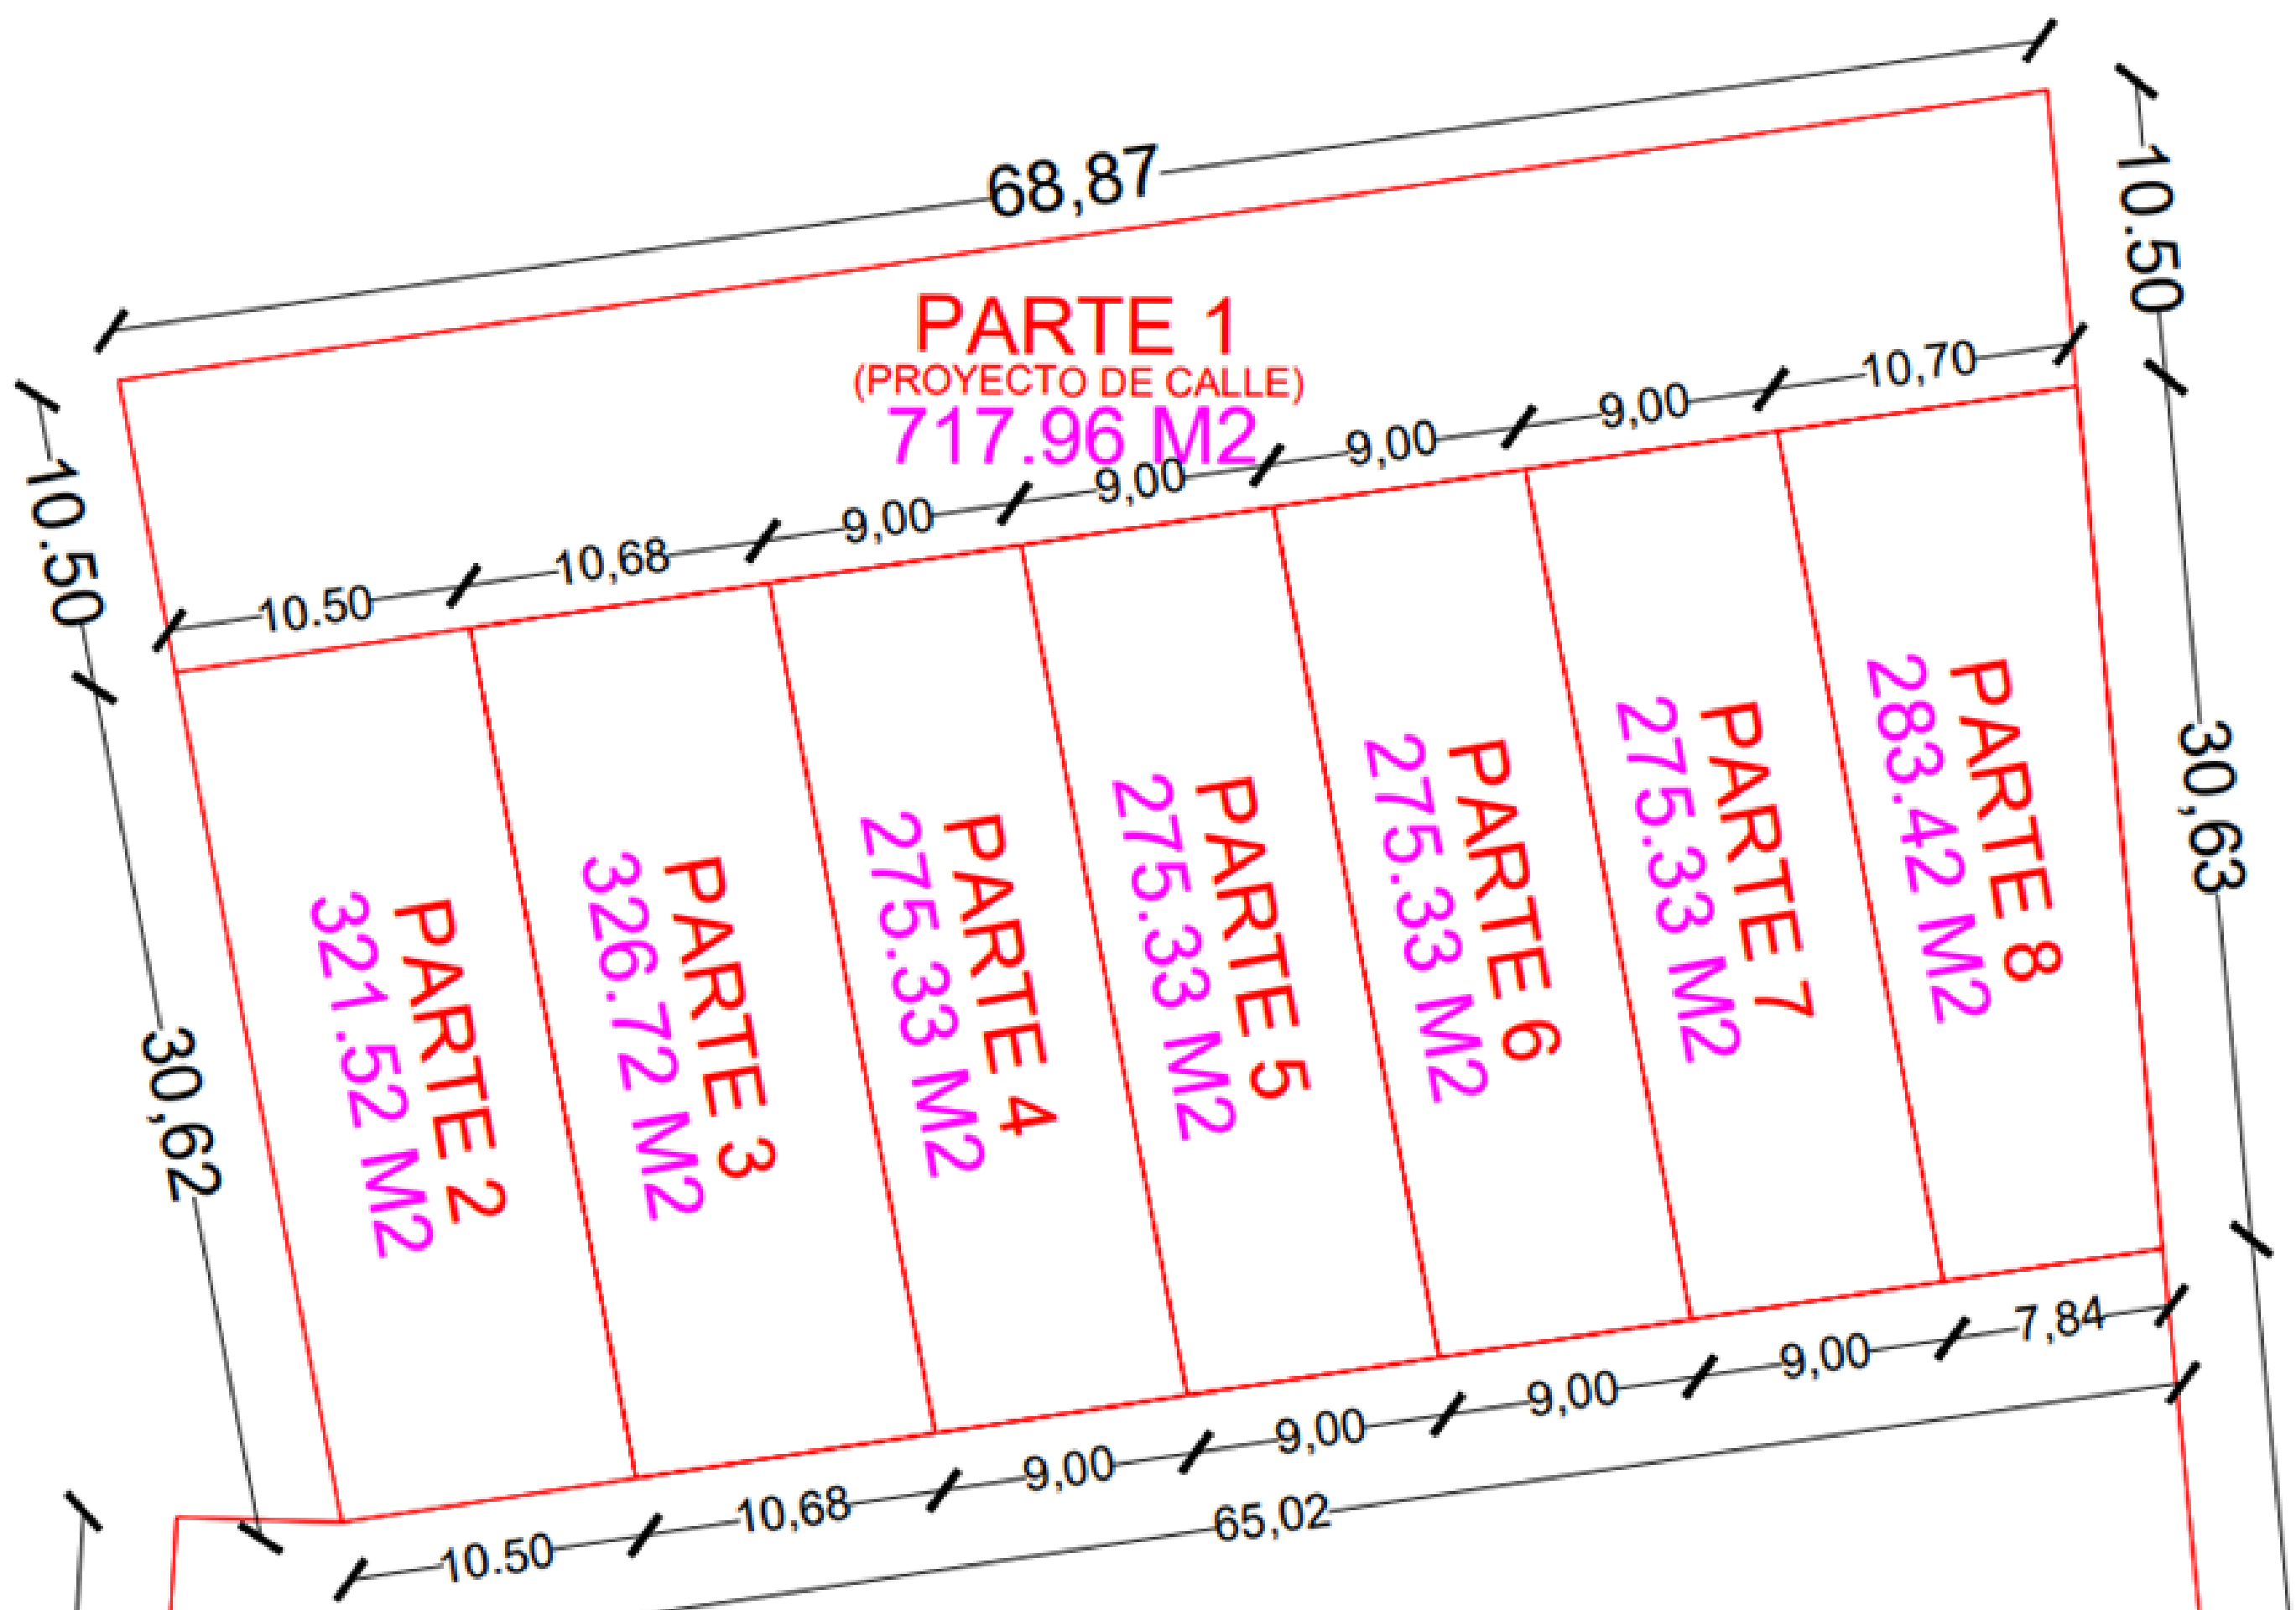 68,87
10.50
PARTE 1
(PROYECTO DE CALLE)
717.96 M2
10.50
10.50
10,68
9,00
9,00
9,00
9,00
10,70
30,62
30,63
PARTE 2
321.52 M2
PARTE 3
326.72 M2
PARTE 4
275.33 M2
PARTE 5
275.33 M2
PARTE 6
275.33 M2
PARTE 7
275.33 M2
PARTE 8
283.42 M2
10.50
10,68
9,00
9,00
9,00
9,00
7,84
65,02